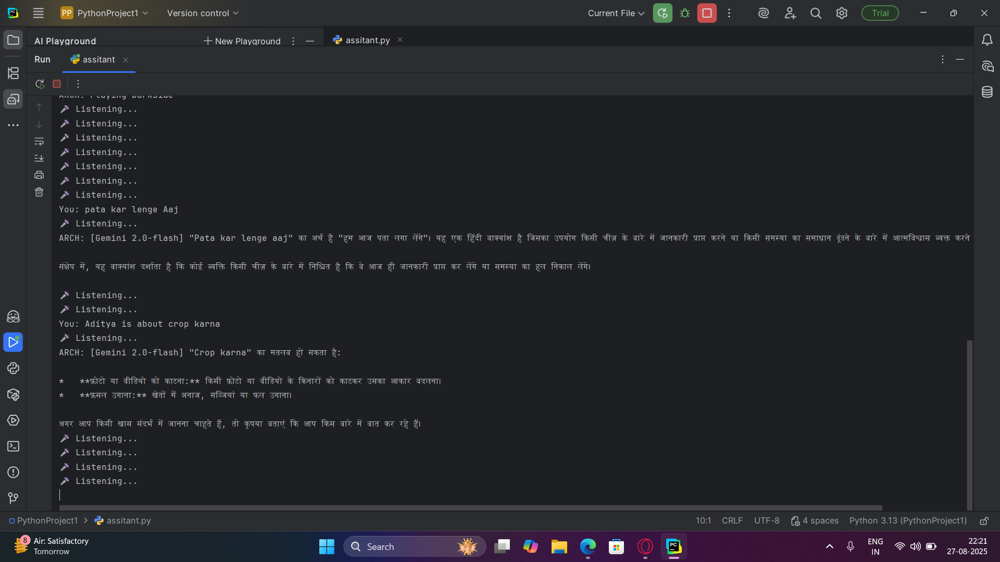 PP PythonProject1
Version control
Current File
Trial
AI Playground
New Playground
assitant.py
Run
assitant
ARCH: Playing Darkside
Listening...
Listening...
Listening...
Listening...
Listening...
Listening...
Listening...
You: pata kar lenge Aaj
Listening...
ARCH: [Gemini 2.0-flash] "Pata kar lenge aaj" का अर्थ है "हम आज पता लगा लेंगे"। यह एक हिंदी वाक्यांश है जिसका उपयोग किसी चीज़ के बारे में जानकारी प्राप्त करने या किसी समस्या का समाधान ढूंढने के बारे में आत्मविश्वास व्यक्त करने
संक्षेप में, यह वाक्यांश दर्शाता है कि कोई व्यक्ति किसी चीज़ के बारे में निश्चित है कि वे आज ही जानकारी प्राप्त कर लेंगे या समस्या का हल निकाल लेंगे।
Listening...
Listening...
You: Aditya is about crop karna
Listening...
ARCH: [Gemini 2.0-flash] "Crop karna" का मतलब हो सकता है:
*   **फ़ोटो या वीडियो को काटना:** किसी फ़ोटो या वीडियो के किनारों को काटकर उसका आकार बदलना।
*   **फ़सल उगाना:** खेतों में अनाज, सब्जियां या फल उगाना।
अगर आप किसी खास संदर्भ में जानना चाहते हैं, तो कृपया बताएं कि आप किस बारे में बात कर रहे हैं।
Listening...
Listening...
Listening...
Listening...
PythonProject1 > assitant.py
10:1 CRLF UTF-8 4 spaces Python 3.13 (PythonProject1)
8
Air: Satisfactory
Tomorrow
Search
PC
ENG
IN
22:21
27-08-2025